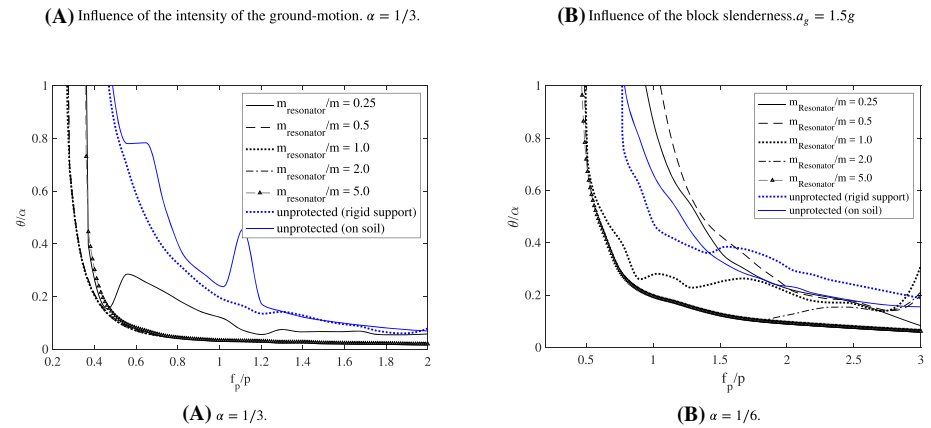 (A) Influence of the intensity of the ground-motion. α = 1/3.
(B) Influence of the block slenderness.a_g = 1.5g
1
0.8
0.6
0.4
0.2
0
θ/α
0.2 0.4 0.6 0.8 1 1.2 1.4 1.6 1.8 2
f_p/p
m_resonator/m = 0.25
m_resonator/m = 0.5
m_resonator/m = 1.0
m_resonator/m = 2.0
m_resonator/m = 5.0
unprotected (rigid support)
unprotected (on soil)
(A) α = 1/3.
1
0.8
0.6
0.4
0.2
0
θ/α
0.5 1 1.5 2 2.5 3
f_p/p
m_Resonator/m = 0.25
m_Resonator/m = 0.5
m_Resonator/m = 1.0
m_Resonator/m = 2.0
m_Resonator/m = 5.0
unprotected (rigid support)
unprotected (on soil)
(B) α = 1/6.